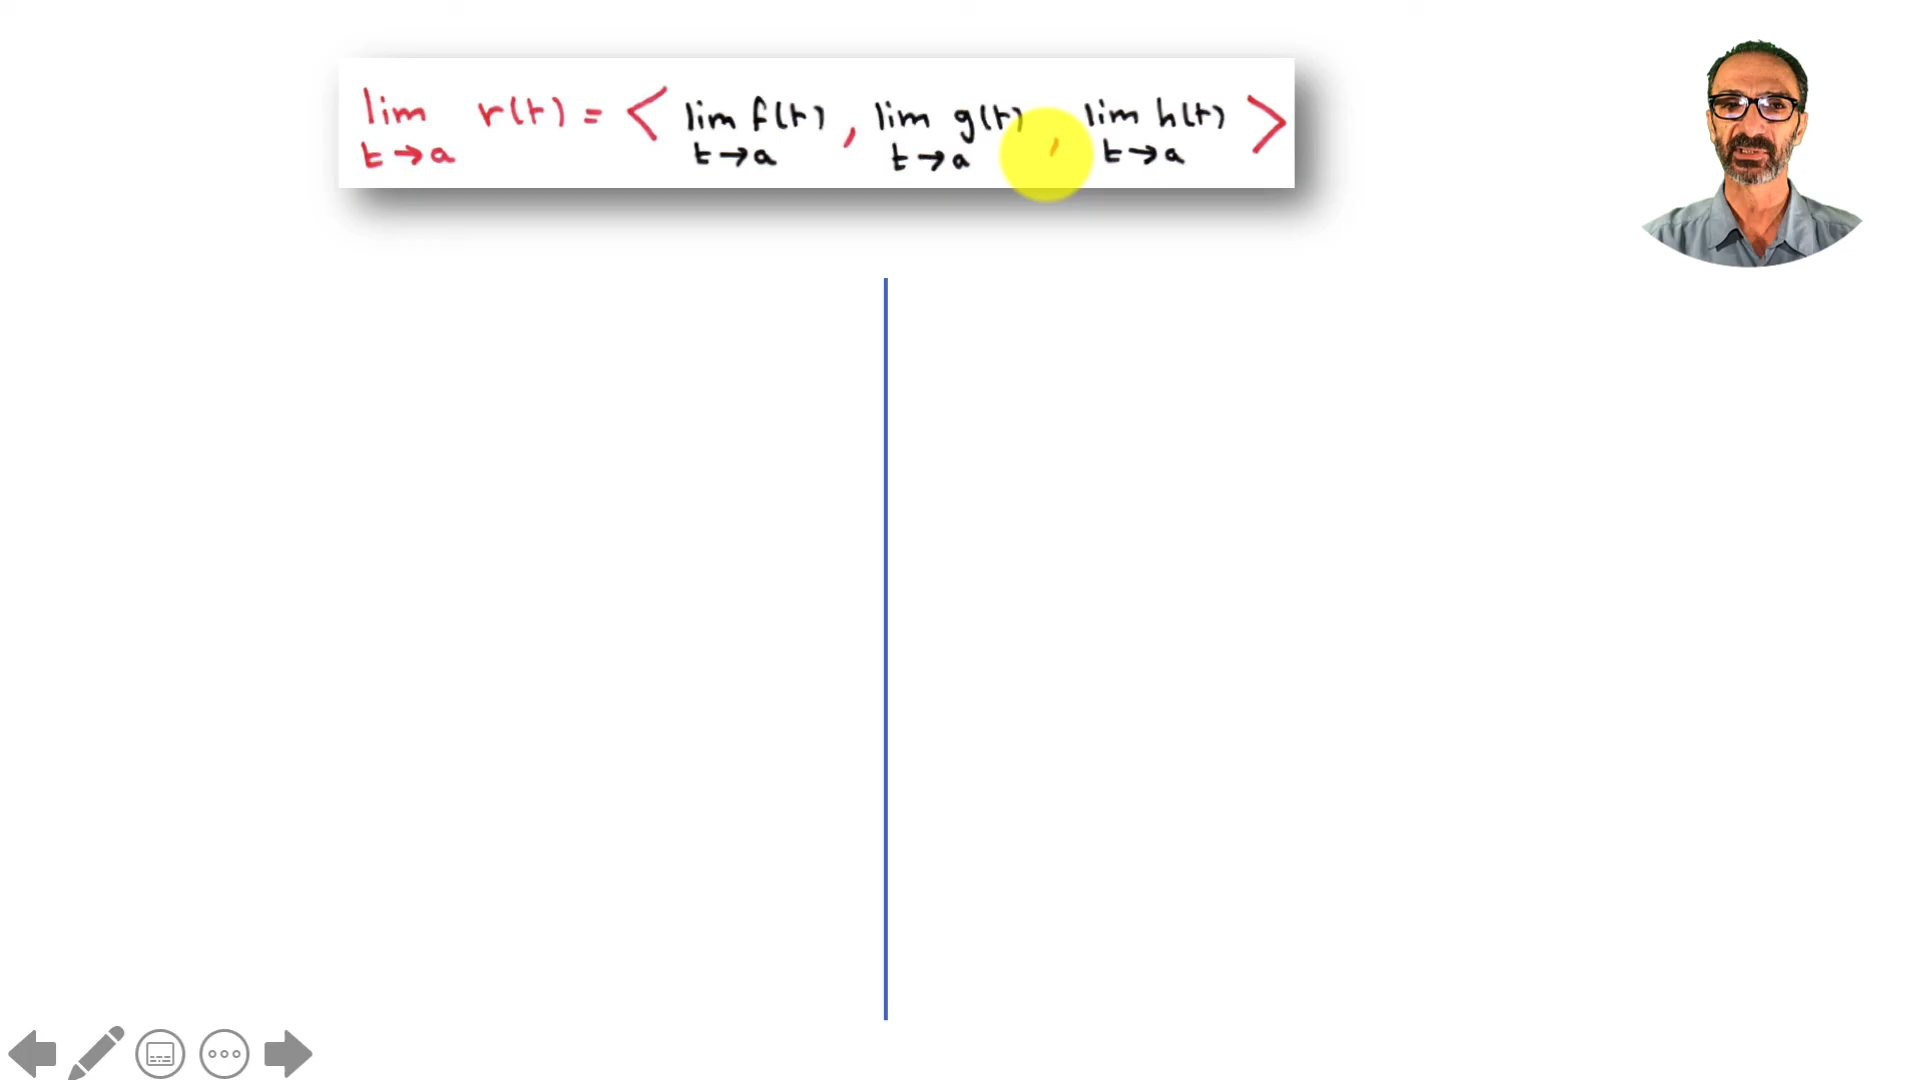 lim r(t) = < lim f(t) , lim g(t) , lim h(t) >
t→a t→a t→a t→a